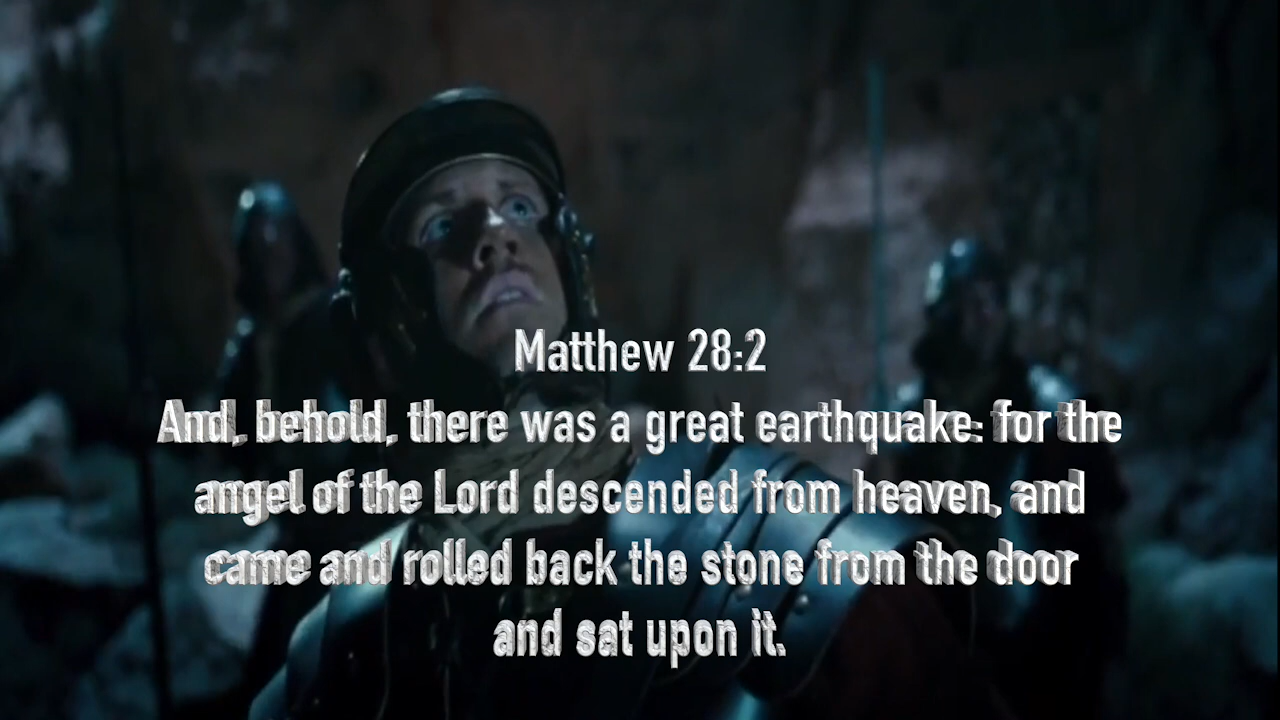 Matthew 28:2
And, behold, there was a great earthquake: for the
angel of the Lord descended from heaven, and
came and rolled back the stone from the door
and sat upon it.